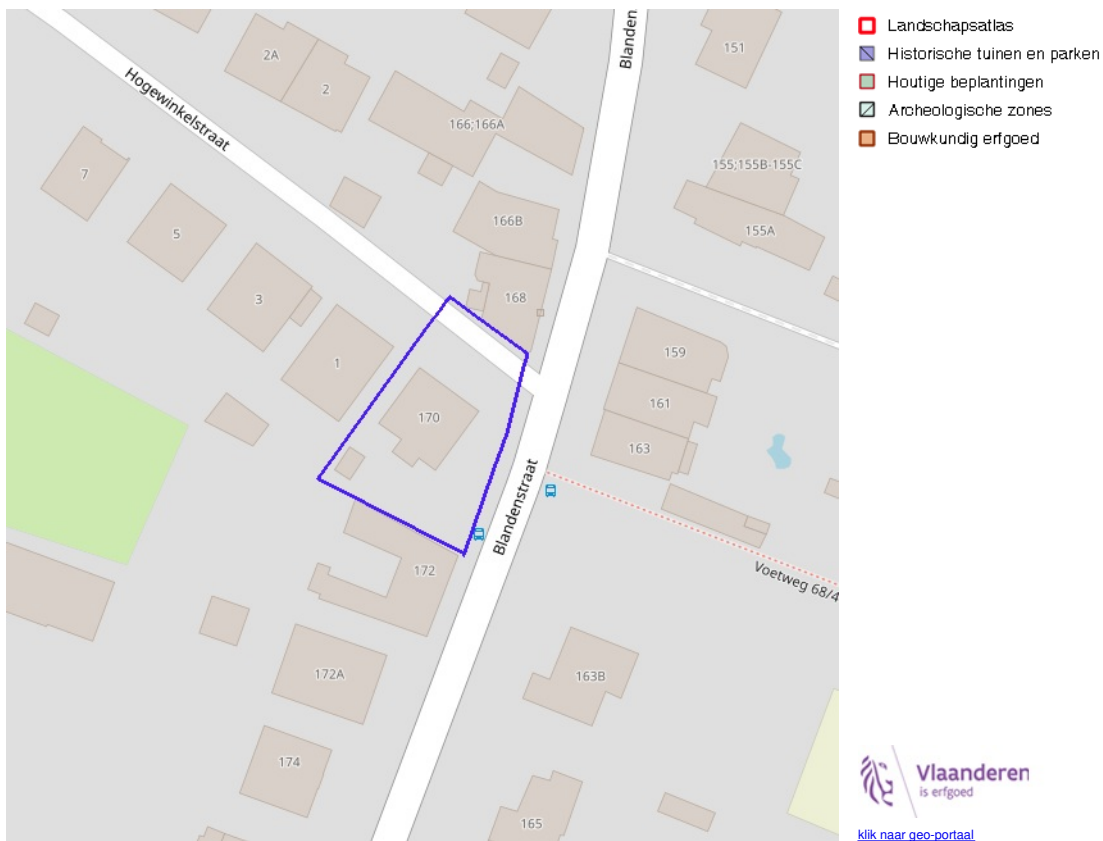 Hogewinkelstraat
2A
2
166;166A
Blanden
151
155;155B-155C
155A
7
5
3
1
166B
168
170
159
161
163
Blandenstraat
Voetweg 68/4
172
172A
174
163B
165
Landschapsatlas
Historische tuinen en parken
Houtige beplantingen
Archeologische zones
Bouwkundig erfgoed
Vlaanderen
is erfgoed
klik naar geo-portaal